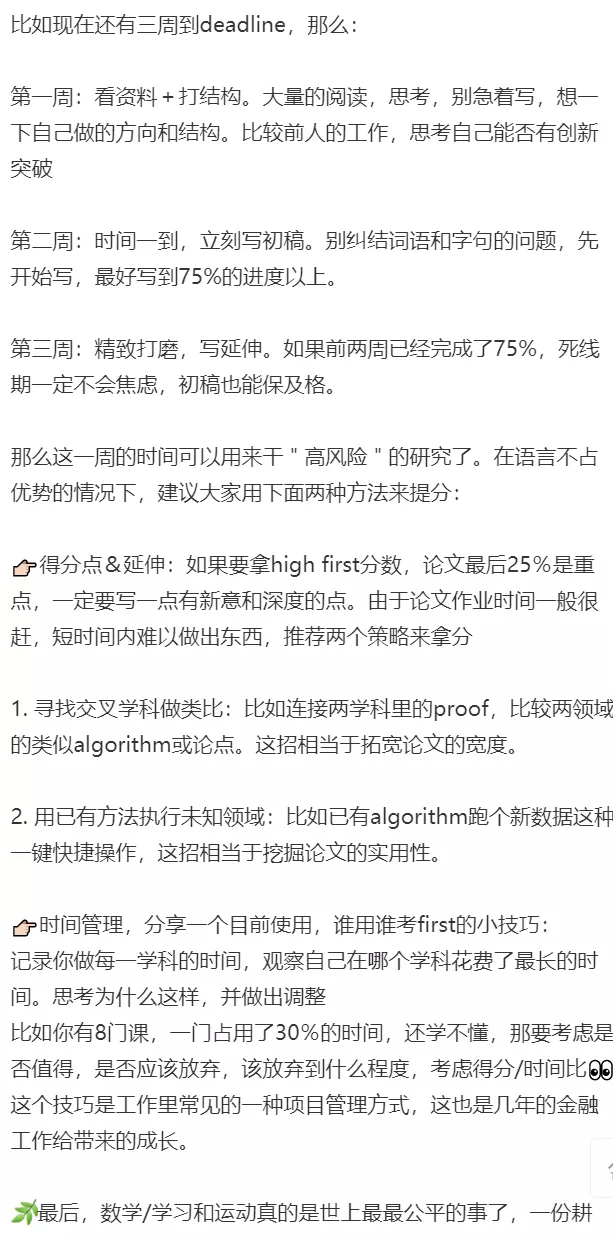 比如现在还有三周到deadline，那么：
第一周：看资料＋打结构。大量的阅读，思考，别急着写，想一
下自己做的方向和结构。比较前人的工作，思考自己能否有创新
突破
第二周：时间一到，立刻写初稿。别纠结词语和字句的问题，先
开始写，最好写到75%的进度以上。
第三周：精致打磨，写延伸。如果前两周已经完成了75%，死线
期一定不会焦虑，初稿也能保及格。
那么这一周的时间可以用来干＂高风险＂的研究了。在语言不占
优势的情况下，建议大家用下面两种方法来提分：
👉🏻得分点＆延伸：如果要拿high first分数，论文最后25%是重
点，一定要写一点有新意和深度的点。由于论文作业时间一般很
赶，短时间内难以做出东西，推荐两个策略来拿分
1. 寻找交叉学科做类比：比如连接两学科里的proof，比较两领域
的类似algorithm或论点。这招相当于拓宽论文的宽度。
2. 用已有方法执行未知领域：比如已有algorithm跑个新数据这种
一键快捷操作，这招相当于挖掘论文的实用性。
👉🏻时间管理，分享一个目前使用，谁用谁考first的小技巧：
记录你做每一学科的时间，观察自己在哪个学科花费了最长的时
间。思考为什么这样，并做出调整
比如你有8门课，一门占用了30%的时间，还学不懂，那要考虑是
否值得，是否应该放弃，该放弃到什么程度，考虑得分/时间比👀
这个技巧是工作里常见的一种项目管理方式，这也是几年的金融
工作给带来的成长。
🌿最后，数学/学习和运动真的是世上最最公平的事了，一份耕